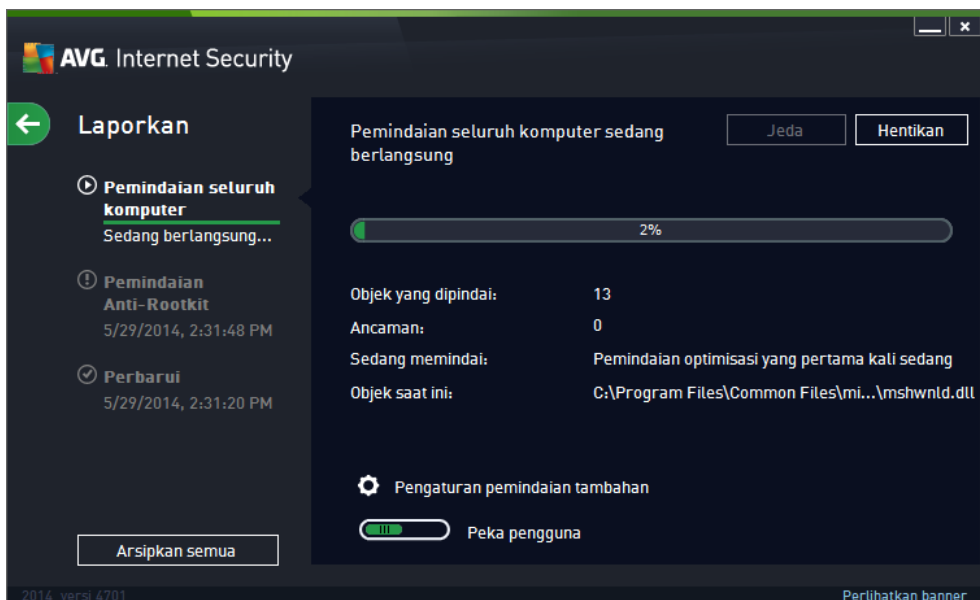 AVG. Internet Security
Laporkan
Pemindaian seluruh
komputer
Sedang berlangsung...
Pemindaian
Anti-Rootkit
5/29/2014, 2:31:48 PM
Perbarui
5/29/2014, 2:31:20 PM
Arsipkan semua
Pemindaian seluruh komputer sedang
berlangsung
Jeda
Hentikan
2%
Objek yang dipindai: 13
Ancaman: 0
Sedang memindai: Pemindaian optimisasi yang pertama kali sedang
Objek saat ini: C:\Program Files\Common Files\mi...\mshwnld.dll
Pengaturan pemindaian tambahan
Peka pengguna
2014 versi 4701
Perlihatkan banner